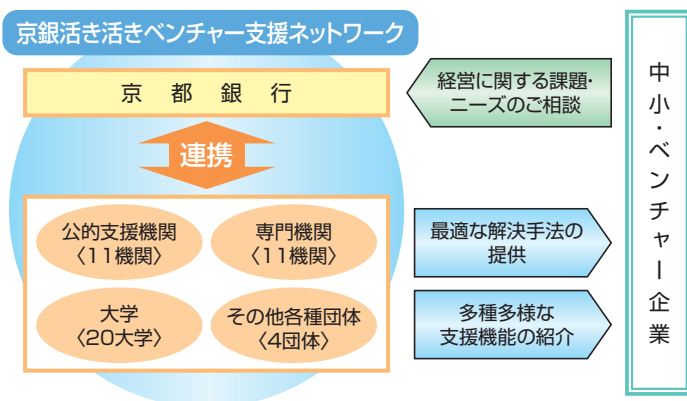 京銀活き活きベンチャー支援ネットワーク
京都銀行
連携
公的支援機関
〈11機関〉
専門機関
〈11機関〉
大学
〈20大学〉
その他各種団体
〈4団体〉
経営に関する課題・
ニーズのご相談
最適な解決手法の
提供
多種多様な
支援機能の紹介
中小・ベンチャー企業